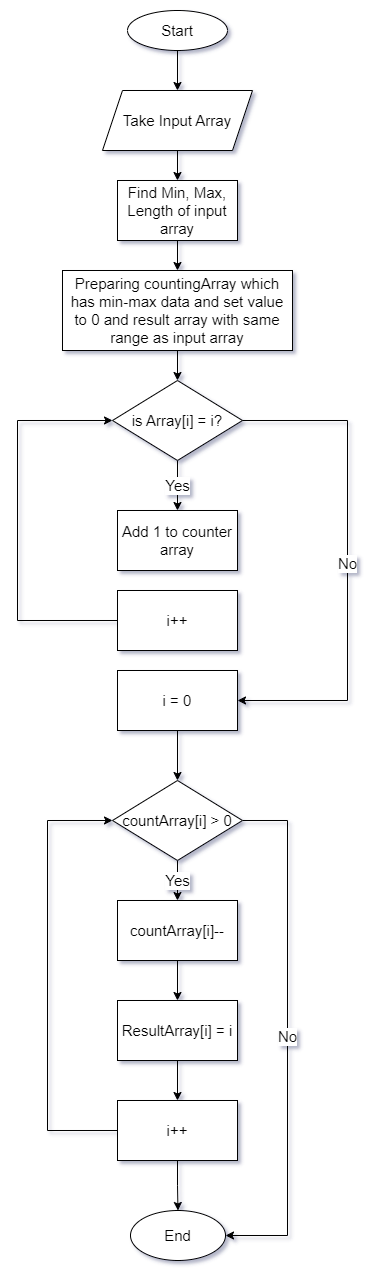 Start
Take Input Array
Find Min, Max,
Length of input
array
Preparing countingArray which
has min-max data and set value
to 0 and result array with same
range as input array
is Array[i] = i?
Yes
Add 1 to counter
array
No
i++
i = 0
countArray[i] > 0
Yes
countArray[i]--
ResultArray[i] = i
No
i++
End